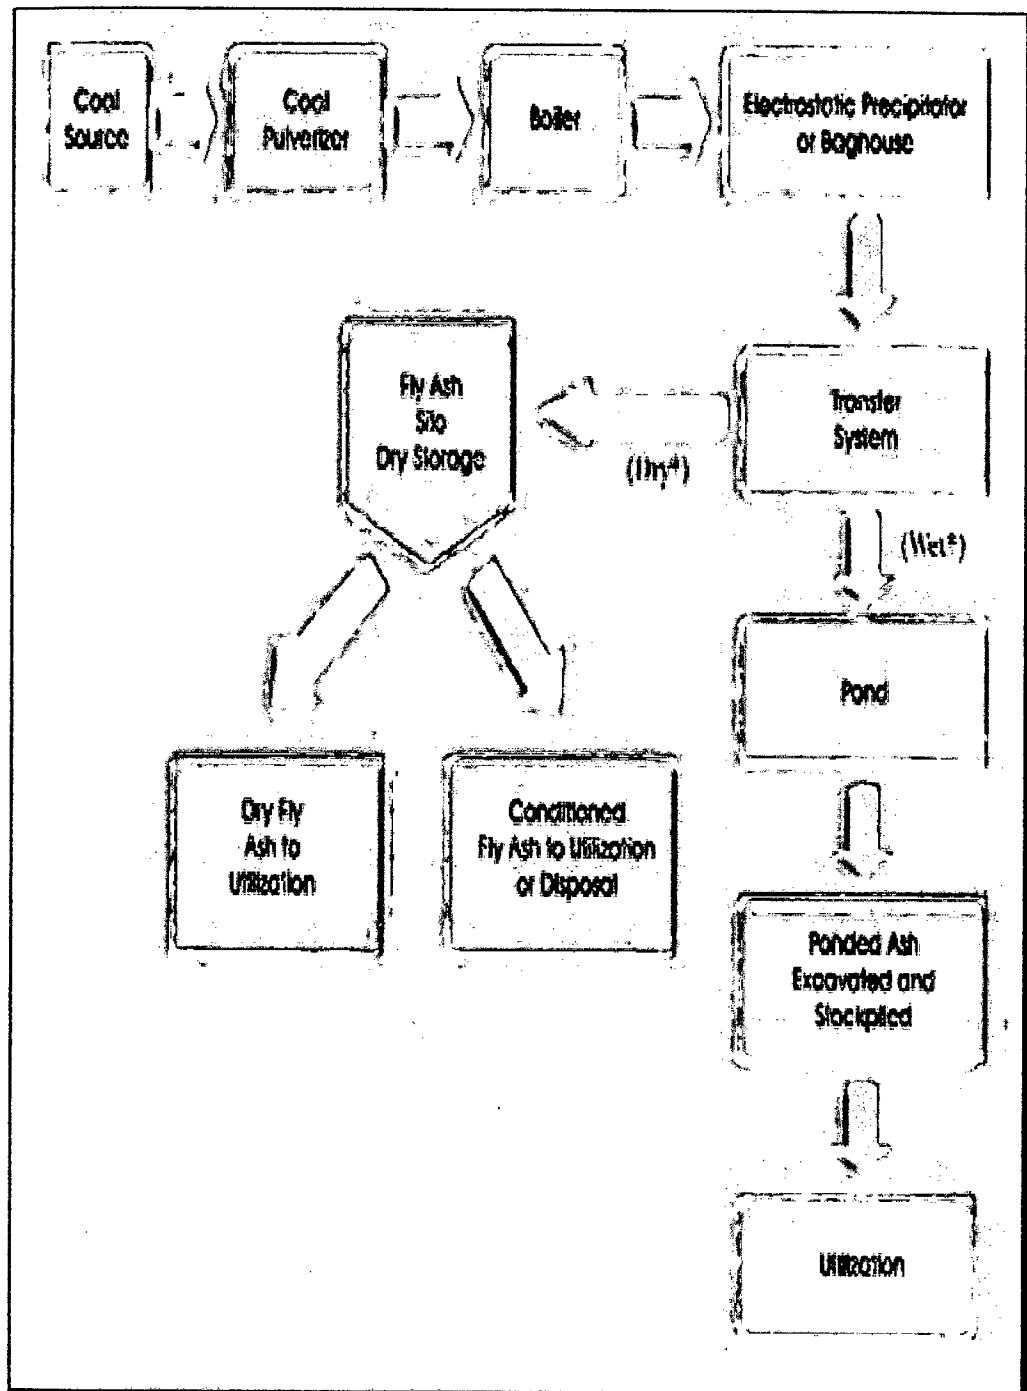 Coal
Source
Coal
Pulverizer
Boiler
Electrostatic Precipitator
or Baghouse
Fly Ash
Silo
Dry Storage
(Dry*)
Transfer
System
(Wet*)
Pond
Dry Fly
Ash to
Utilization
Conditioned
Fly Ash to Utilization
or Disposal
Ponded Ash
Excavated and
Stockpiled
Utilization